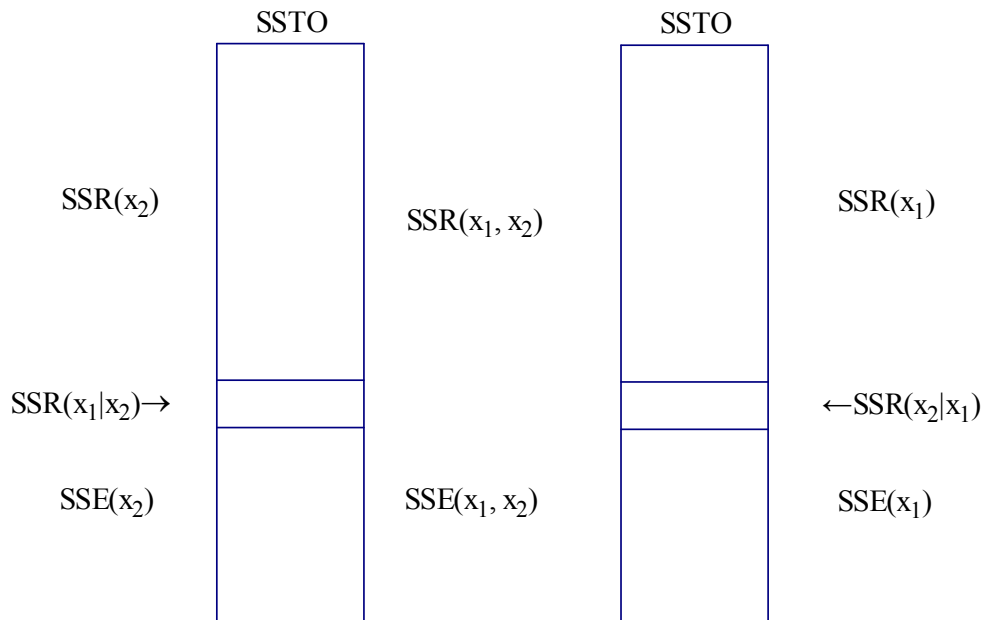 SSTO SSTO
SSR(x₂) SSR(x₁, x₂) SSR(x₁)
SSR(x₁|x₂)→ ←SSR(x₂|x₁)
SSE(x₂) SSE(x₁, x₂) SSE(x₁)